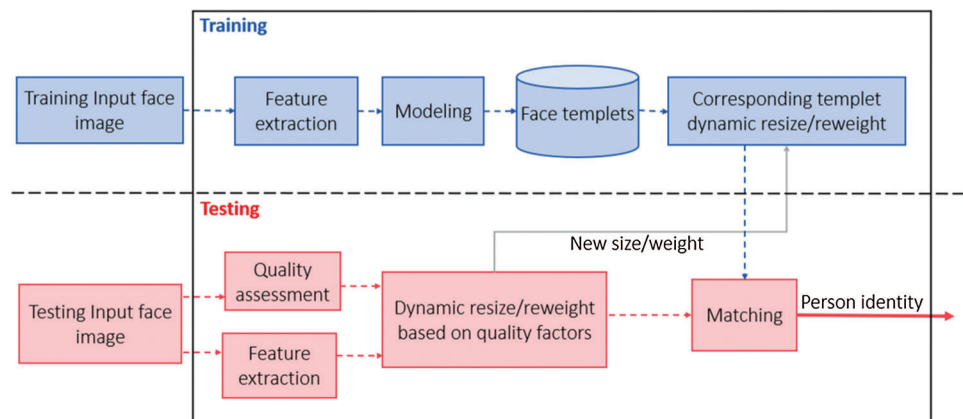 Training
Training Input face
image
Feature
extraction
Modeling
Face templets
Corresponding templet
dynamic resize/reweight
Testing
New size/weight
Testing Input face
image
Quality
assessment
Feature
extraction
Dynamic resize/reweight
based on quality factors
Matching
Person identity